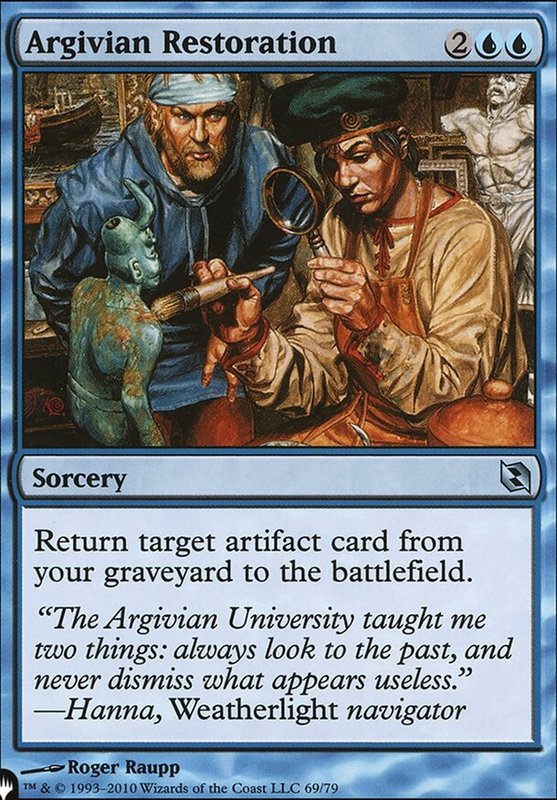 Argivian Restoration 2
Sorcery
Return target artifact card from
your graveyard to the battlefield.
“The Argivian University taught me
two things: always look to the past, and
never dismiss what appears useless.”
—Hanna, Weatherlight navigator
Roger Raupp
™ & © 1993–2010 Wizards of the Coast LLC 69/79